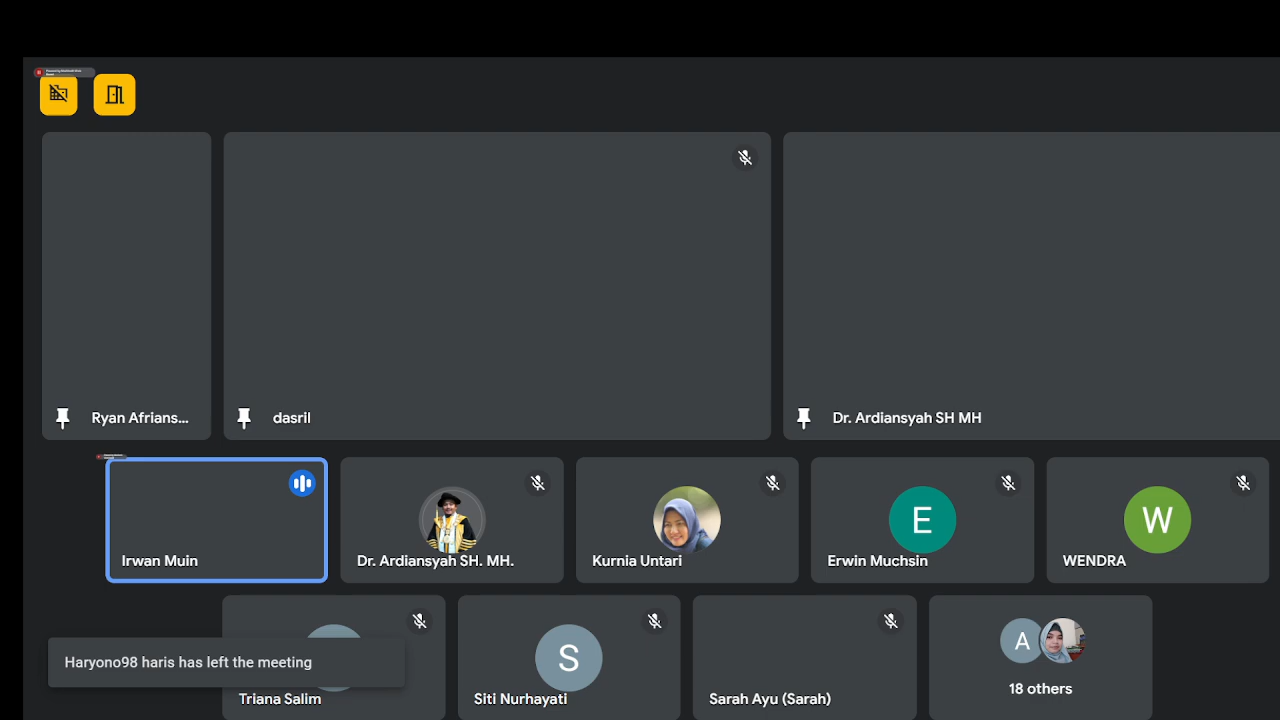 Ryan Afrians...
dasril
Dr. Ardiansyah SH MH
Irwan Muin
Dr. Ardiansyah SH. MH.
Kurnia Untari
E
Erwin Muchsin
W
WENDRA
Haryono98 haris has left the meeting
Triana Salim
S
Siti Nurhayati
Sarah Ayu (Sarah)
A
18 others